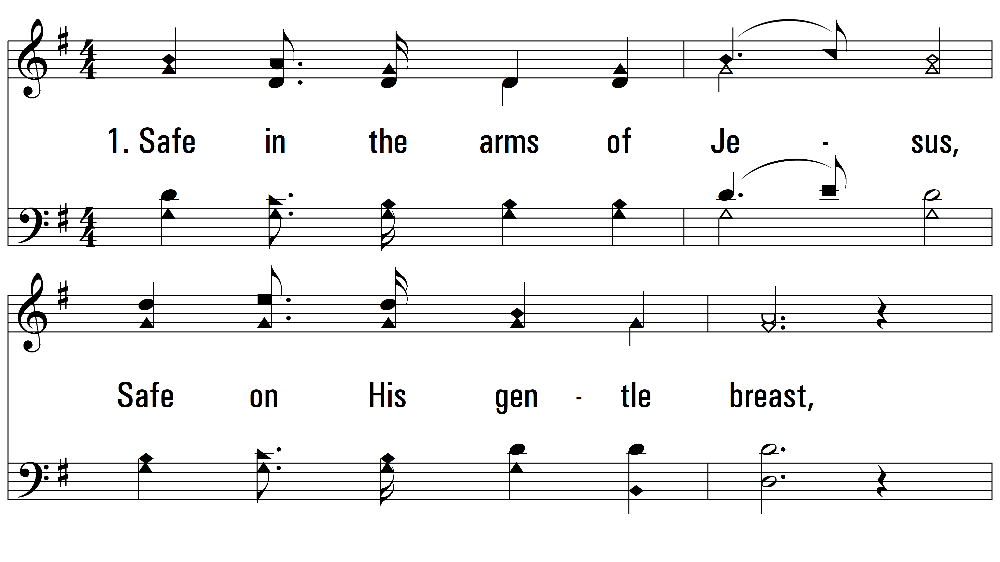 1. Safe in the arms of Je - sus,
Safe on His gen - tle breast,